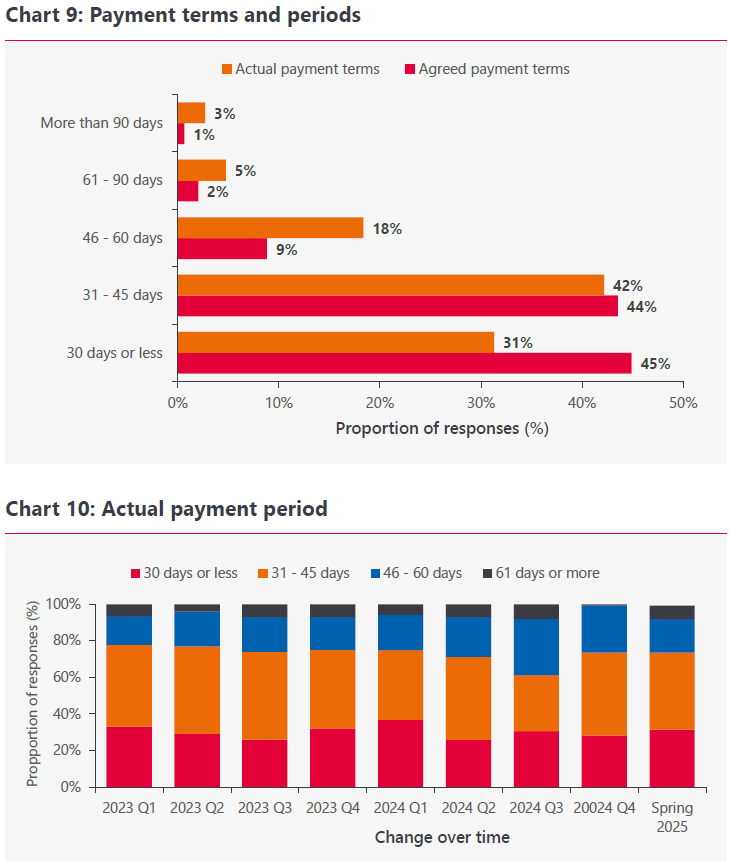 Chart 9: Payment terms and periods
Actual payment terms Agreed payment terms
More than 90 days
3%
1%
61 - 90 days
5%
2%
46 - 60 days
18%
9%
31 - 45 days
42%
44%
30 days or less
31%
45%
0% 10% 20% 30% 40% 50%
Proportion of responses (%)
Chart 10: Actual payment period
30 days or less 31 - 45 days 46 - 60 days 61 days or more
Propportion of responses (%)
100%
80%
60%
40%
20%
0%
2023 Q1 2023 Q2 2023 Q3 2023 Q4 2024 Q1 2024 Q2 2024 Q3 20024 Q4 Spring
2025
Change over time